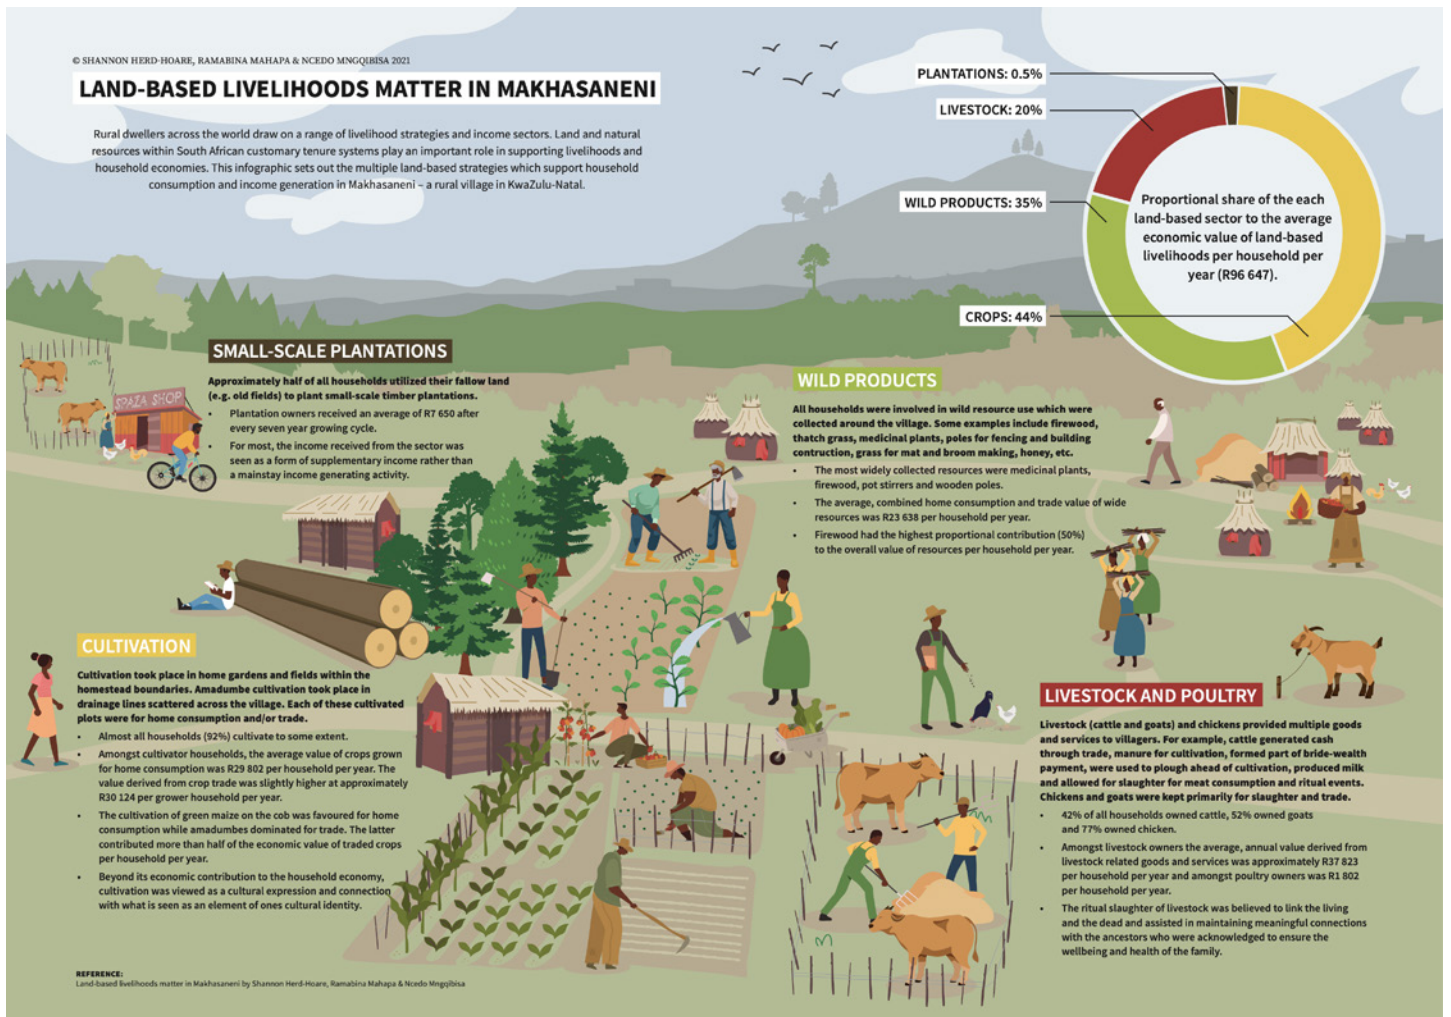 © SHANNON HERD-HOARE, RAMABINA MAHAPA & NCEDO MNGQIBISA 2021
LAND-BASED LIVELIHOODS MATTER IN MAKHASANENI
Rural dwellers across the world draw on a range of livelihood strategies and income sectors. Land and natural
resources within South African customary tenure systems play an important role in supporting livelihoods and
household economies. This infographic sets out the multiple land-based strategies which support household
consumption and income generation in Makhasaneni – a rural village in KwaZulu-Natal.
PLANTATIONS: 0.5%
LIVESTOCK: 20%
WILD PRODUCTS: 35%
CROPS: 44%
Proportional share of the each
land-based sector to the average
economic value of land-based
livelihoods per household per
year (R96 647).
SPAZA SHOP
SMALL-SCALE PLANTATIONS
Approximately half of all households utilized their fallow land
(e.g. old fields) to plant small-scale timber plantations.
• Plantation owners received an average of R7 650 after
every seven year growing cycle.
• For most, the income received from the sector was
seen as a form of supplementary income rather than
a mainstay income generating activity.
WILD PRODUCTS
All households were involved in wild resource use which were
collected around the village. Some examples include firewood,
thatch grass, medicinal plants, poles for fencing and building
contruction, grass for mat and broom making, honey, etc.
• The most widely collected resources were medicinal plants,
firewood, pot stirrers and wooden poles.
• The average, combined home consumption and trade value of wide
resources was R23 638 per household per year.
• Firewood had the highest proportional contribution (50%)
to the overall value of resources per household per year.
CULTIVATION
Cultivation took place in home gardens and fields within the
homestead boundaries. Amadumbe cultivation took place in
drainage lines scattered across the village. Each of these cultivated
plots were for home consumption and/or trade.
• Almost all households (92%) cultivate to some extent.
• Amongst cultivator households, the average value of crops grown
for home consumption was R29 802 per household per year. The
value derived from crop trade was slightly higher at approximately
R30 124 per grower household per year.
• The cultivation of green maize on the cob was favoured for home
consumption while amadumbes dominated for trade. The latter
contributed more than half of the economic value of traded crops
per household per year.
• Beyond its economic contribution to the household economy,
cultivation was viewed as a cultural expression and connection
with what is seen as an element of ones cultural identity.
LIVESTOCK AND POULTRY
Livestock (cattle and goats) and chickens provided multiple goods
and services to villagers. For example, cattle generated cash
through trade, manure for cultivation, formed part of bride-wealth
payment, were used to plough ahead of cultivation, produced milk
and allowed for slaughter for meat consumption and ritual events.
Chickens and goats were kept primarily for slaughter and trade.
• 42% of all households owned cattle, 52% owned goats
and 77% owned chicken.
• Amongst livestock owners the average, annual value derived from
livestock related goods and services was approximately R37 823
per household per year and amongst poultry owners was R1 802
per household per year.
• The ritual slaughter of livestock was believed to link the living
and the dead and assisted in maintaining meaningful connections
with the ancestors who were acknowledged to ensure the
wellbeing and health of the family.
REFERENCE:
Land-based livelihoods matter in Makhasaneni by Shannon Herd-Hoare, Ramabina Mahapa & Ncedo Mngqibisa